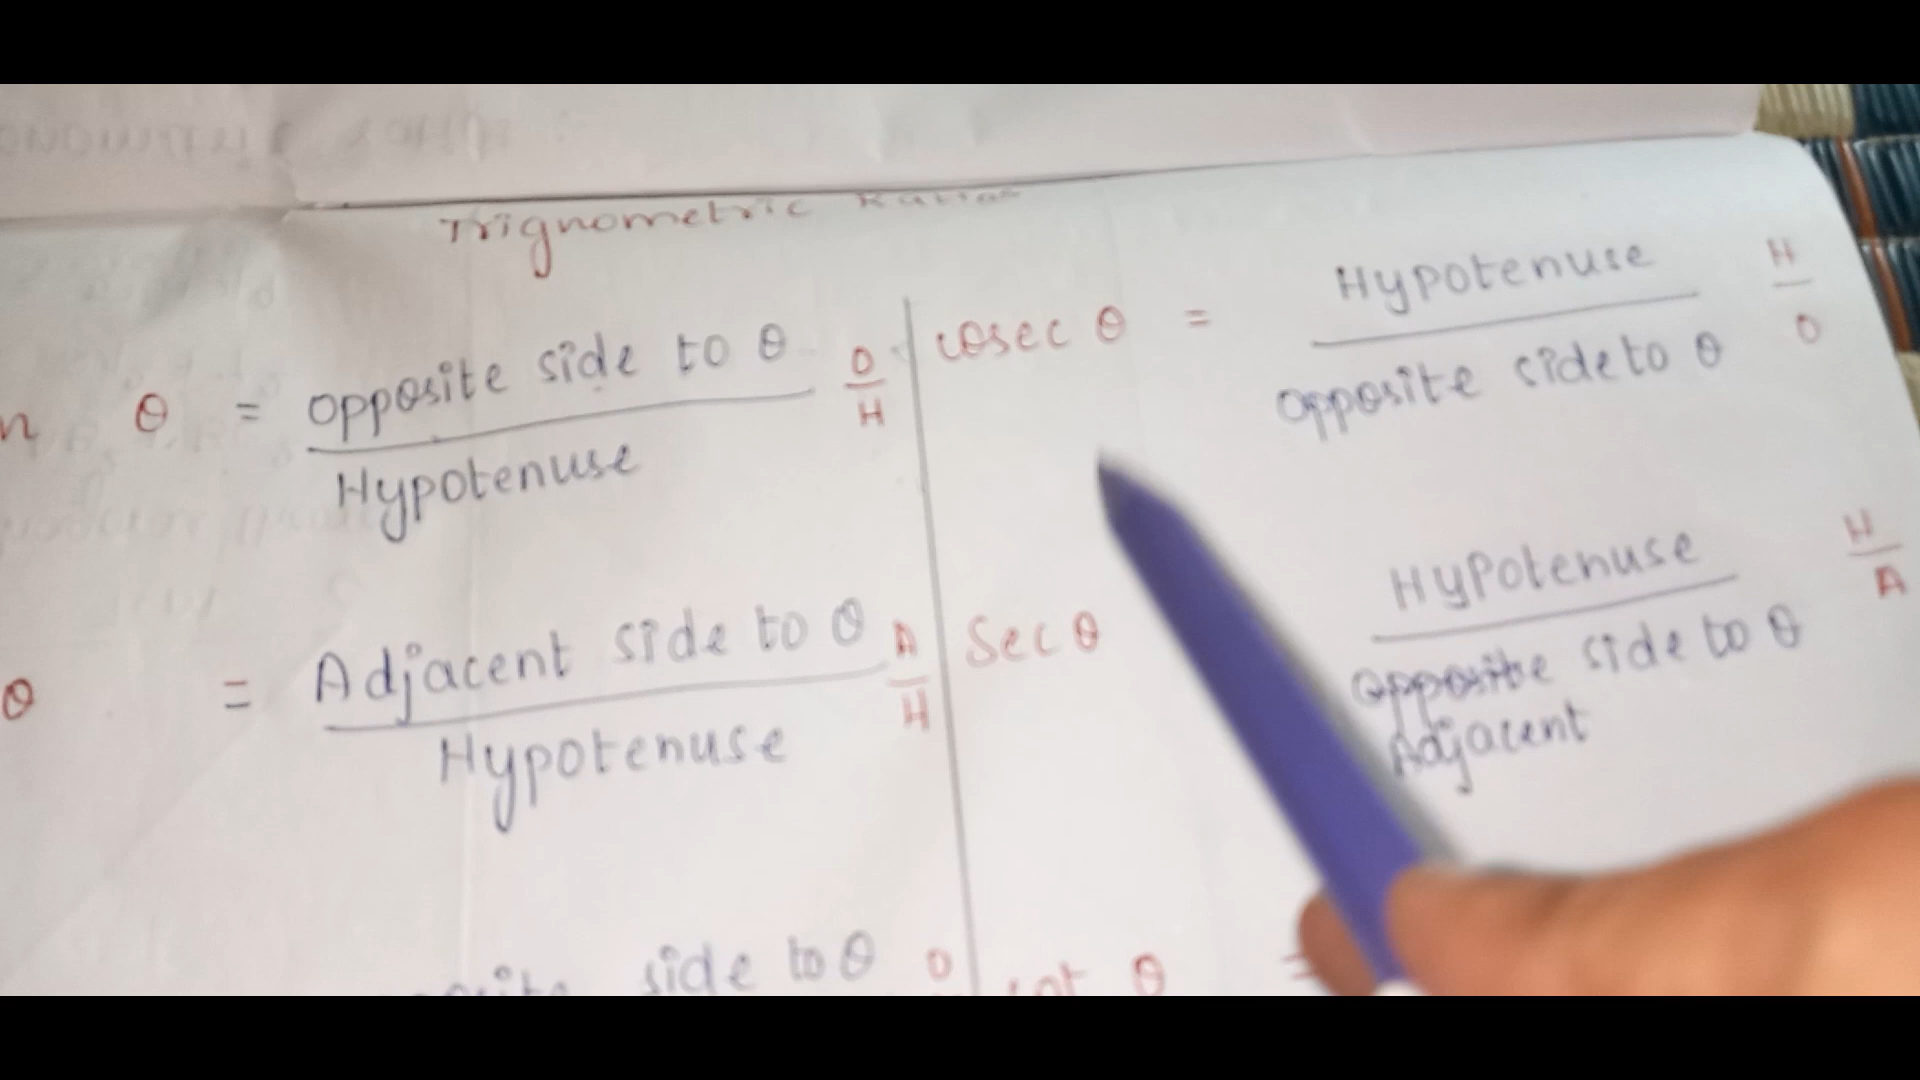 Trignometric Ratios
n θ = opposite side to θ O cosec θ = Hypotenuse H
Hypotenuse H opposite side to θ O
θ = Adjacent side to θ A Sec θ Hypotenuse H
Hypotenuse H side to θ A
Adjacent
side to θ O cot θ =